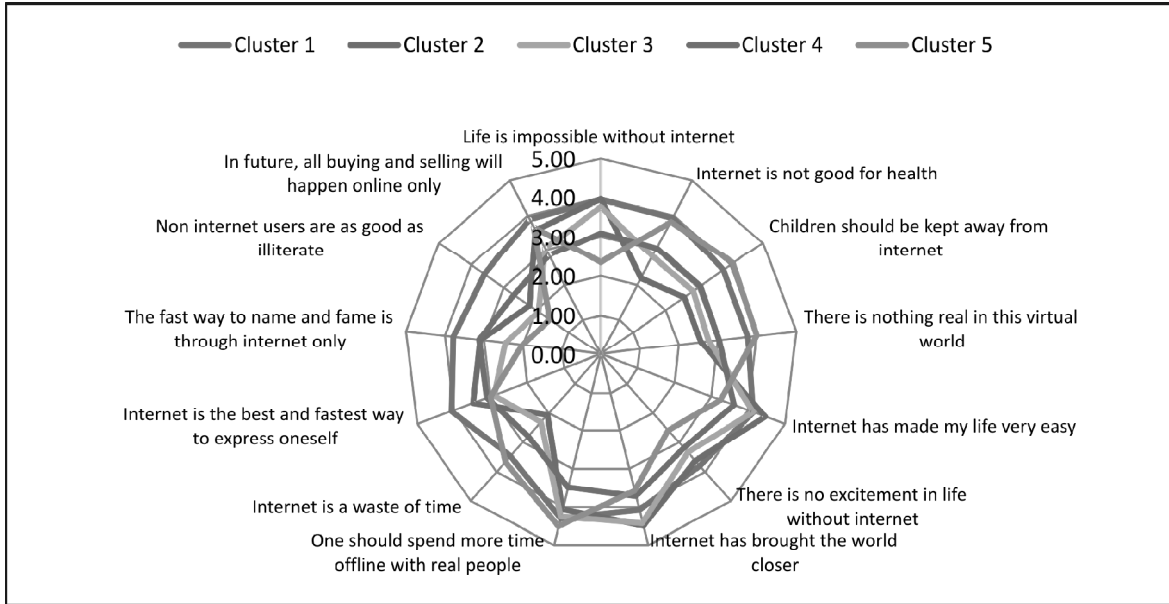 Cluster 1 Cluster 2 Cluster 3 Cluster 4 Cluster 5
Life is impossible without internet
Internet is not good for health
Children should be kept away from
internet
There is nothing real in this virtual
world
Internet has made my life very easy
There is no excitement in life
without internet
Internet has brought the world
closer
One should spend more time
offline with real people
Internet is a waste of time
Internet is the best and fastest way
to express oneself
The fast way to name and fame is
through internet only
Non internet users are as good as
illiterate
In future, all buying and selling will
happen online only
5.00
4.00
3.00
2.00
1.00
0.00